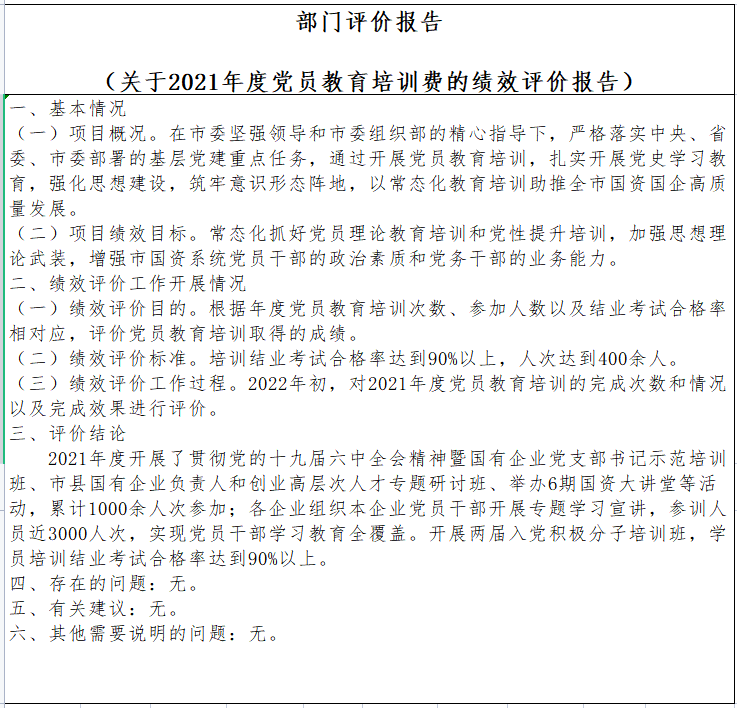 部门评价报告
（关于2021年度党员教育培训费的绩效评价报告）
一、基本情况
（一）项目概况。在市委坚强领导和市委组织部的精心指导下，严格落实中央、省
委、市委部署的基层党建重点任务，通过开展党员教育培训，扎实开展党史学习教
育，强化思想建设，筑牢意识形态阵地，以常态化教育培训助推全市国资国企高质
量发展。
（二）项目绩效目标。常态化抓好党员理论教育培训和党性提升培训，加强思想理
论武装，增强市国资系统党员干部的政治素质和党务干部的业务能力。
二、绩效评价工作开展情况
（一）绩效评价目的。根据年度党员教育培训次数、参加人数以及结业考试合格率
相对应，评价党员教育培训取得的成绩。
（二）绩效评价标准。培训结业考试合格率达到90%以上，人次达到400余人。
（三）绩效评价工作过程。2022年初，对2021年度党员教育培训的完成次数和情况
以及完成效果进行评价。
三、评价结论
2021年度开展了贯彻党的十九届六中全会精神暨国有企业党支部书记示范培训
班、市县国有企业负责人和创业高层次人才专题研讨班、举办6期国资大讲堂等活
动，累计1000余人次参加；各企业组织本企业党员干部开展专题学习宣讲，参训人
员近3000人次，实现党员干部学习教育全覆盖。开展两届入党积极分子培训班，学
员培训结业考试合格率达到90%以上。
四、存在的问题：无。
五、有关建议：无。
六、其他需要说明的问题：无。